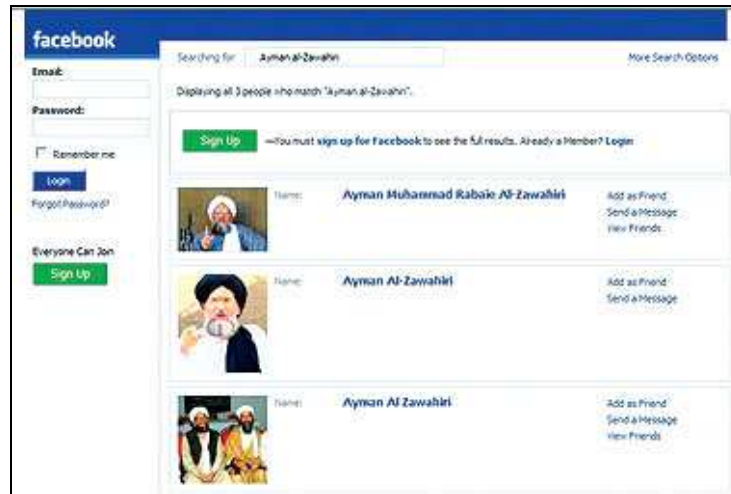 facebook
Searching for Ayman al-Zawahri More Search Options
Email:
Displaying all 3 people who match "Ayman al-Zawahri".
Password:
Sign Up —You must sign up for Facebook to see the full results. Already a Member? Login
Remember me
Login
Forgot Password?
Name: Ayman Muhammad Rabaie Al-Zawahiri Add as Friend
Send a Message
View Friends
Everyone Can Join
Sign Up
Name: Ayman Al-Zawahiri Add as Friend
Send a Message
Name: Ayman Al Zawahiri Add as Friend
Send a Message
View Friends